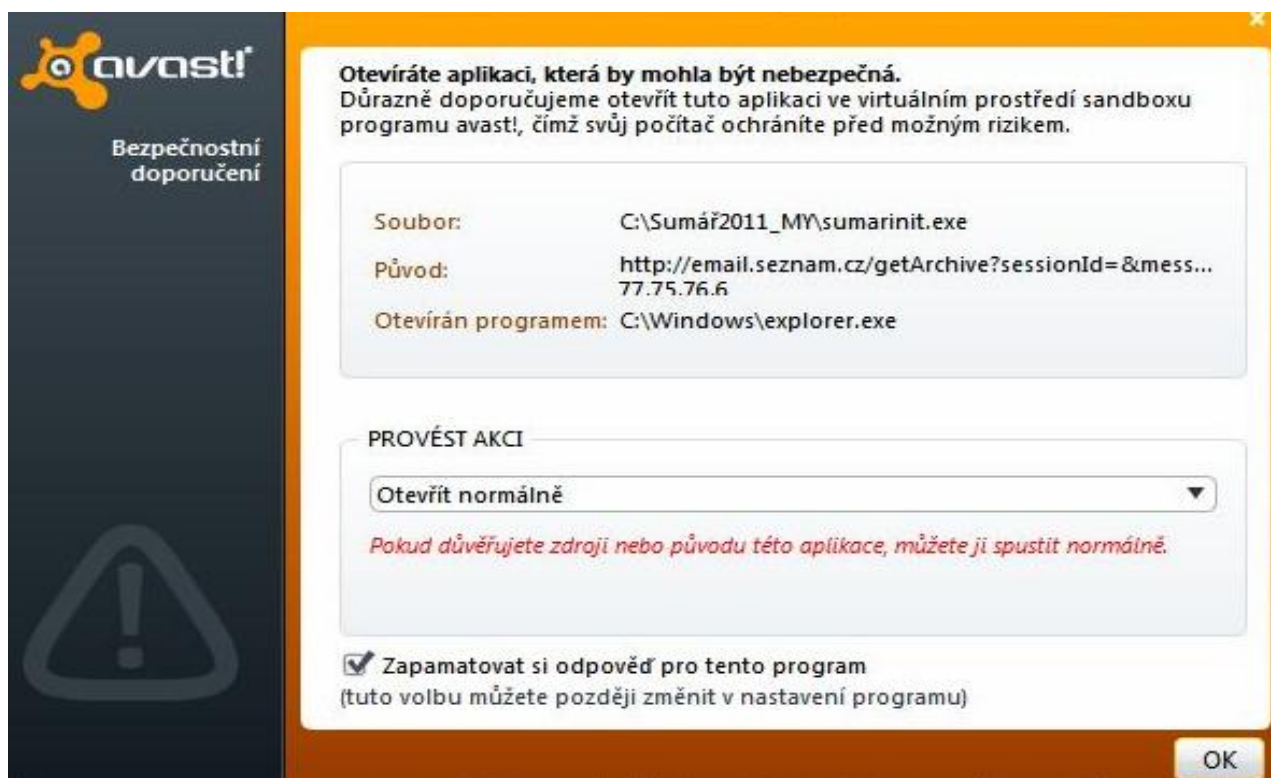 avast!
Bezpečnostní
doporučení
Otevíráte aplikaci, která by mohla být nebezpečná.
Důrazně doporučujeme otevřít tuto aplikaci ve virtuálním prostředí sandboxu
programu avast!, čímž svůj počítač ochráníte před možným rizikem.
Soubor: C:\Sumář2011_MY\sumarinit.exe
Původ: http://email.seznam.cz/getArchive?sessionId=&mess...
77.75.76.6
Otevírán programem: C:\Windows\explorer.exe
PROVÉST AKCI
Otevřít normálně
Pokud důvěřujete zdroji nebo původu této aplikace, můžete ji spustit normálně.
Zapamatovat si odpověď pro tento program
(tuto volbu můžete později změnit v nastavení programu)
OK